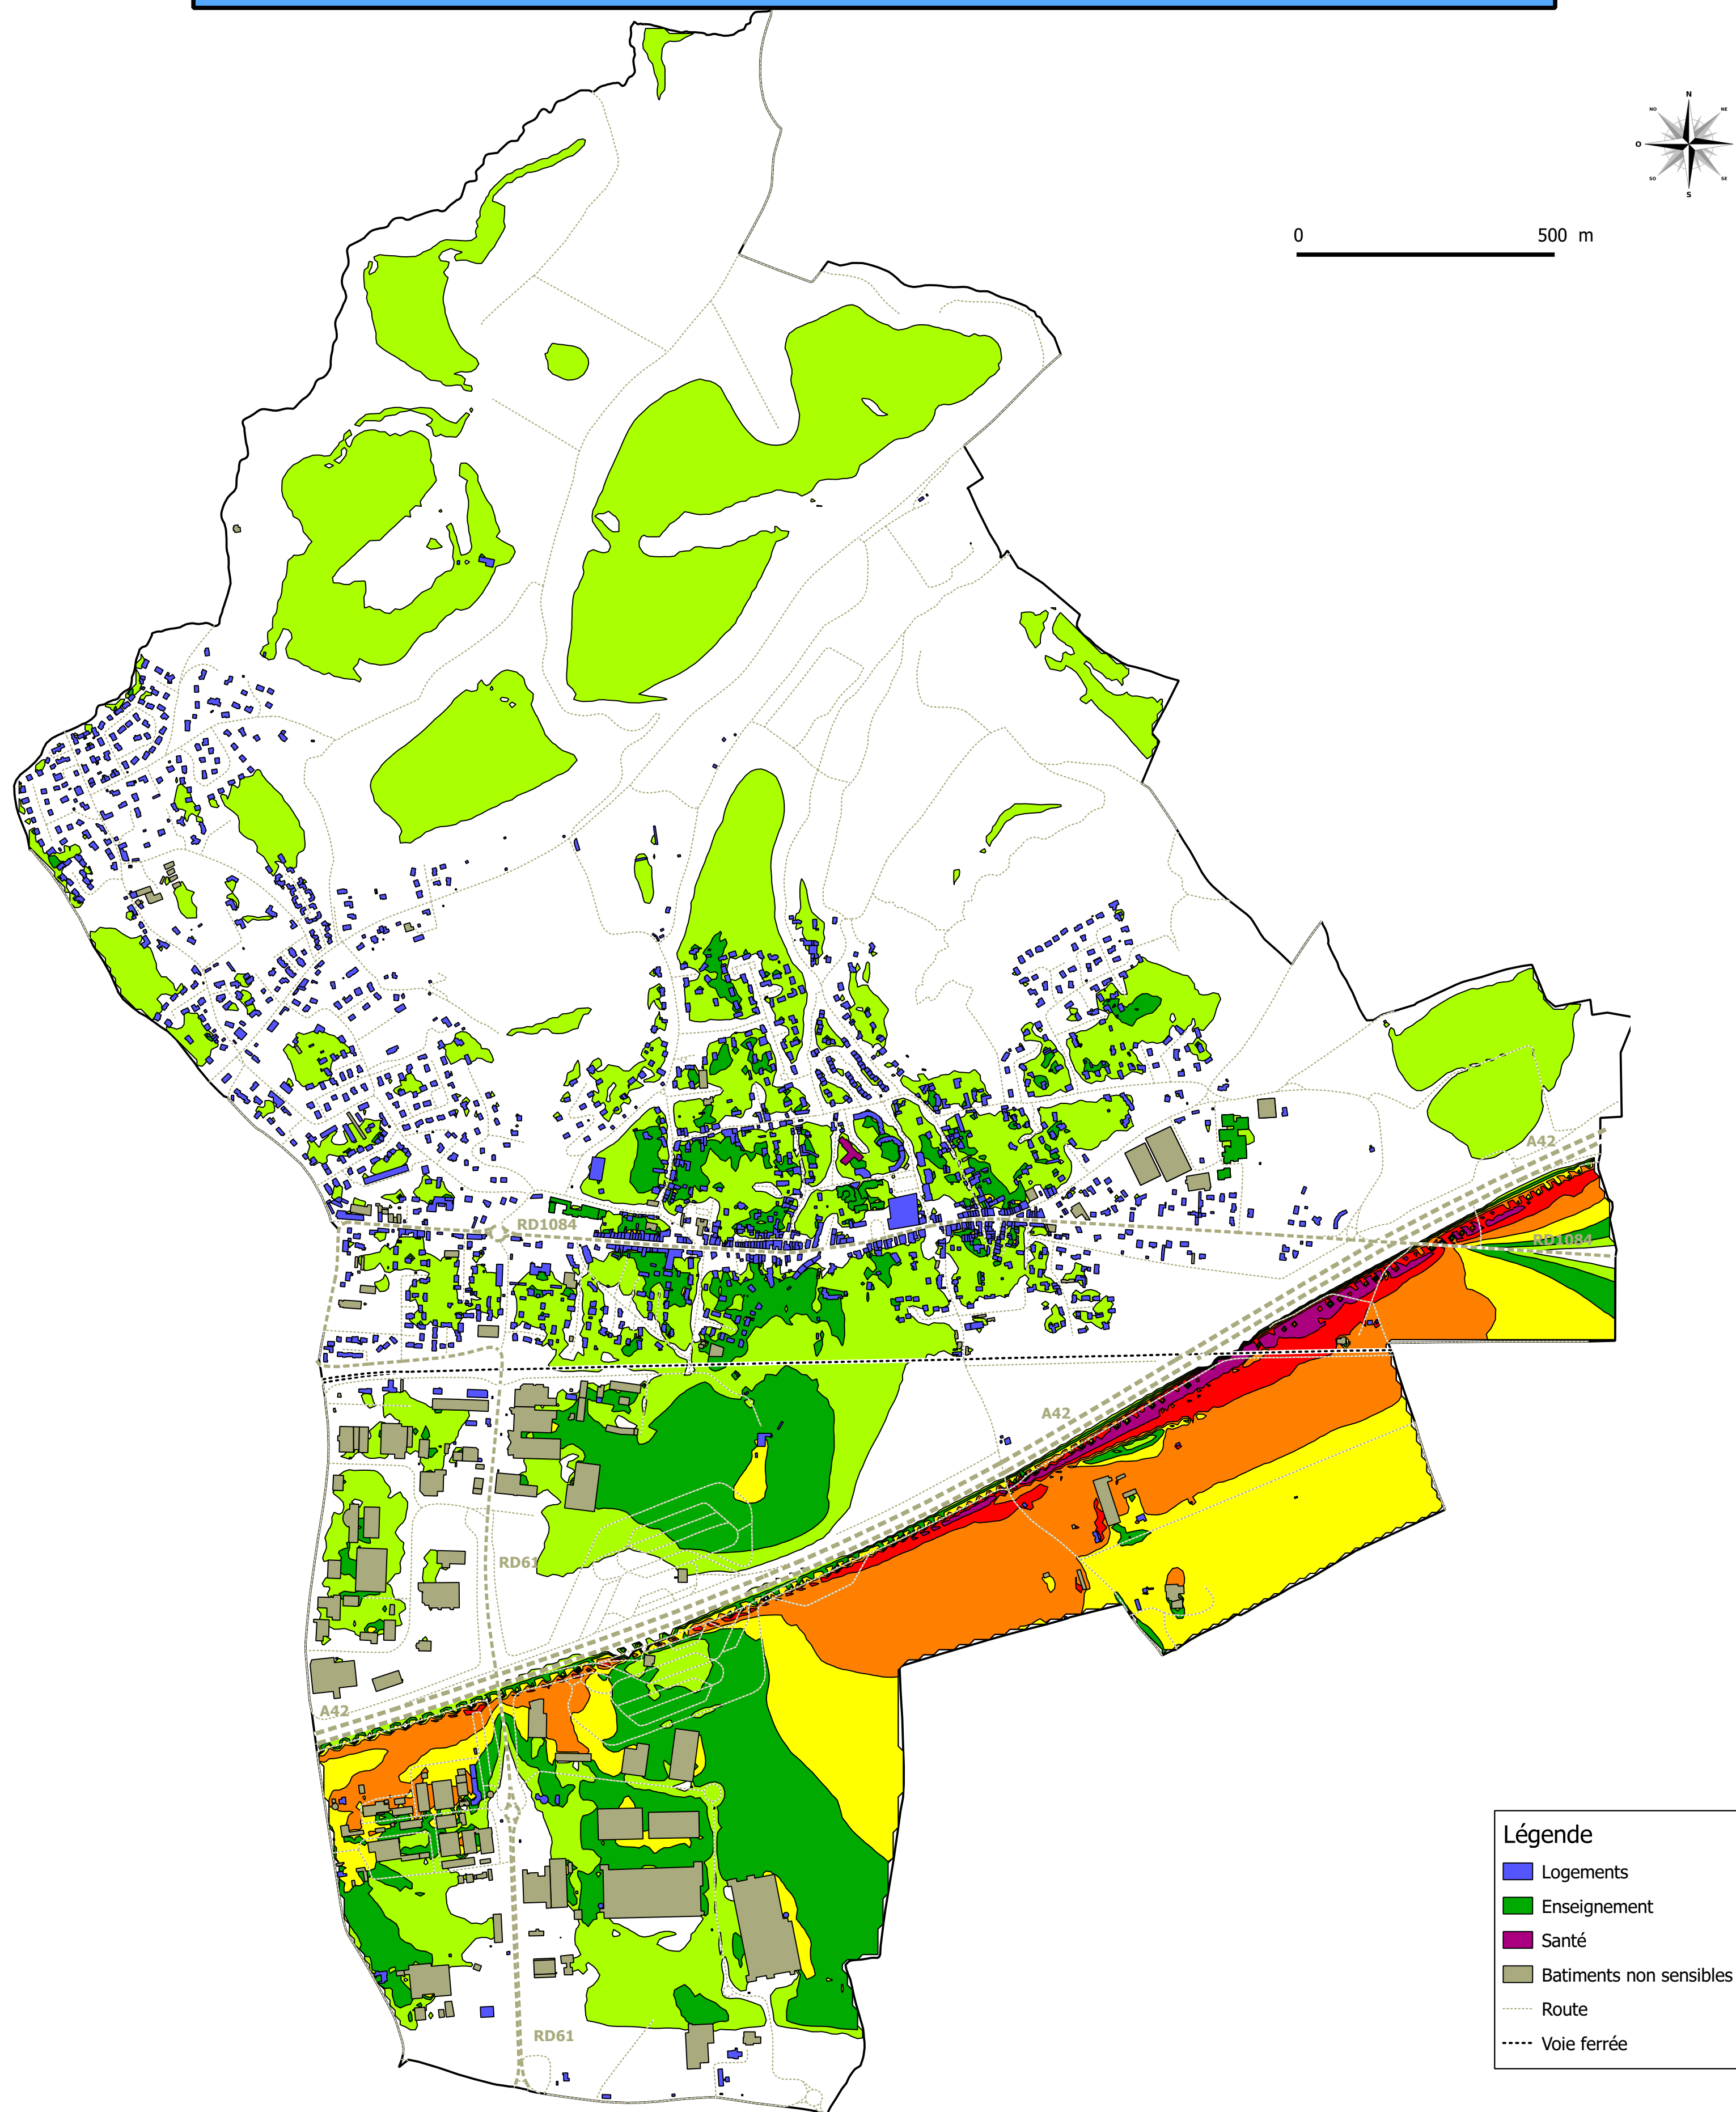 N
NO
NE
O
SO
SE
S
0 500 m
A42
RD1084
RD1084
A42
RD61
A42
RD61
Légende
Logements
Enseignement
Santé
Batiments non sensibles
Route
Voie ferrée